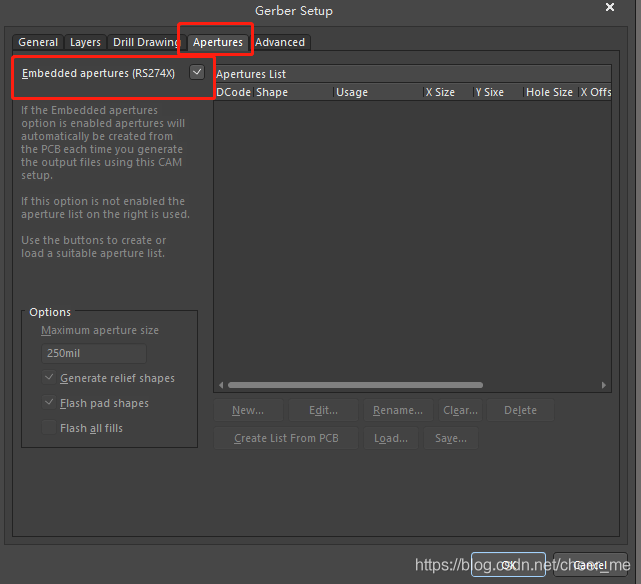 Gerber Setup
General Layers Drill Drawing Apertures Advanced
Embedded apertures (RS274X)
If the Embedded apertures
option is enabled apertures will
automatically be created from
the PCB each time you generate
the output files using this CAM
setup.
If this option is not enabled the
aperture list on the right is used.
Use the buttons to create or
load a suitable aperture list.
Options
Maximum aperture size
250mil
Generate relief shapes
Flash pad shapes
Flash all fills
Apertures List
DCode Shape Usage X Size Y Sixe Hole Size X Offs
New... Edit... Rename... Clear... Delete
Create List From PCB Load... Save...
OK Cancel
https://blog.csdn.net/cheer_me